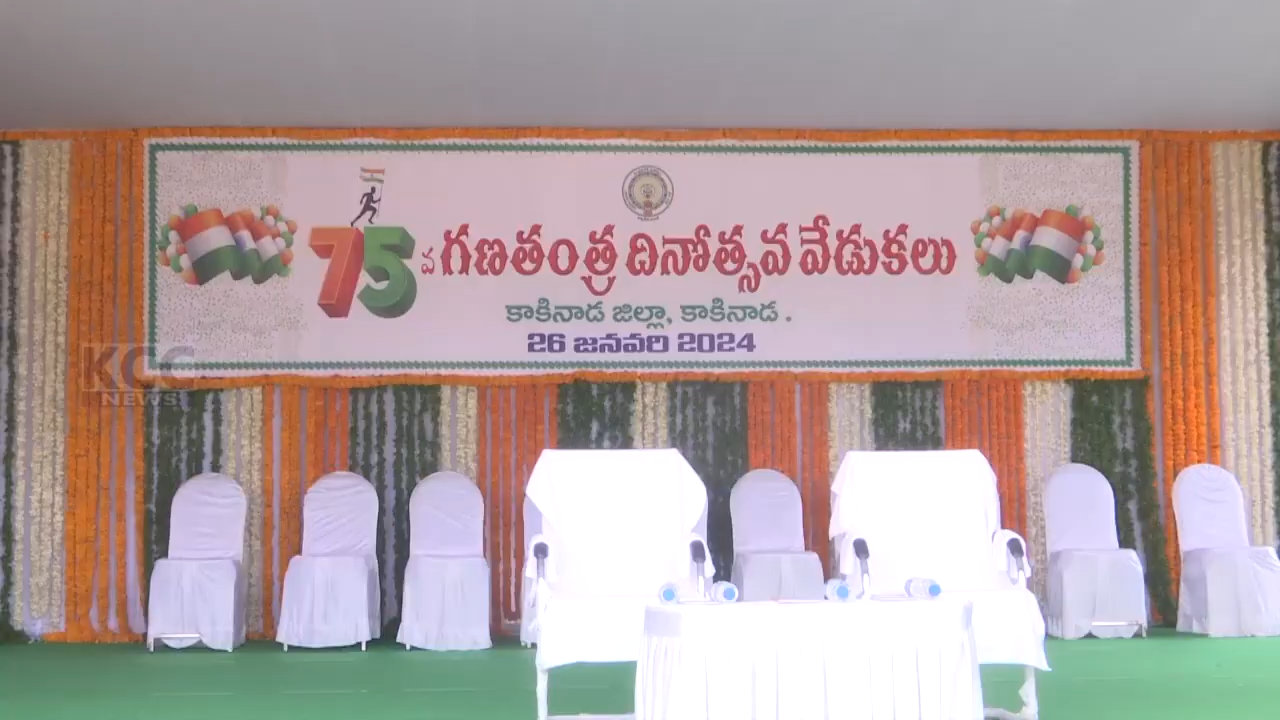 75వ గణతంత్ర దినోత్సవ వేడుకలు
కాకినాడ జిల్లా, కాకినాడ .
26 జనవరి 2024
KCC
NEWS